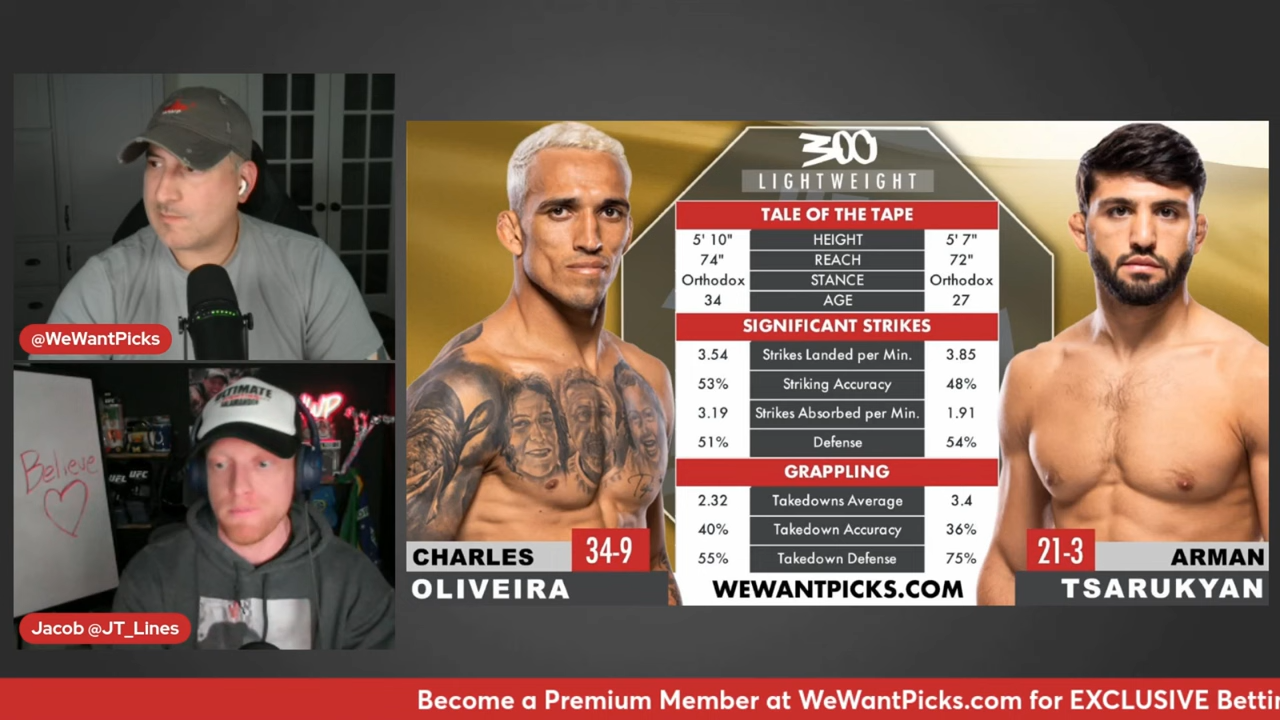 @WeWantPicks
ULTIMATE
Believe
UFL UFC
Jacob @JT_Lines
300
LIGHTWEIGHT
TALE OF THE TAPE
5' 10" HEIGHT 5' 7"
74" REACH 72"
Orthodox STANCE Orthodox
34 AGE 27
SIGNIFICANT STRIKES
3.54 Strikes Landed per Min. 3.85
53% Striking Accuracy 48%
3.19 Strikes Absorbed per Min. 1.91
51% Defense 54%
GRAPPLING
2.32 Takedowns Average 3.4
40% Takedown Accuracy 36%
55% Takedown Defense 75%
CHARLES 34-9
OLIVEIRA
WEWANTPICKS.COM
21-3 ARMAN
TSARUKYAN
Become a Premium Member at WeWantPicks.com for EXCLUSIVE Betti